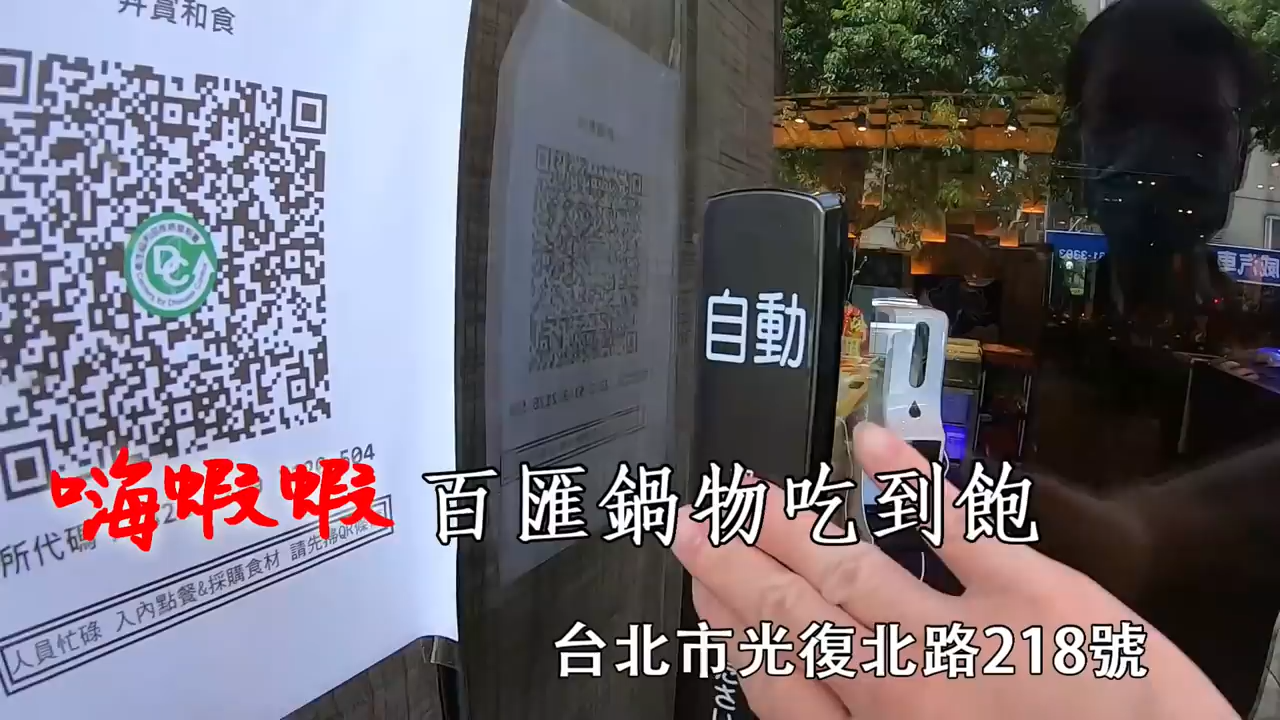 昇賞和食
自動
嗨蝦蝦 百匯鍋物吃到飽
所代碼
人員忙碌 入內點餐&採購食材 請先掃QR條
台北市光復北路218號